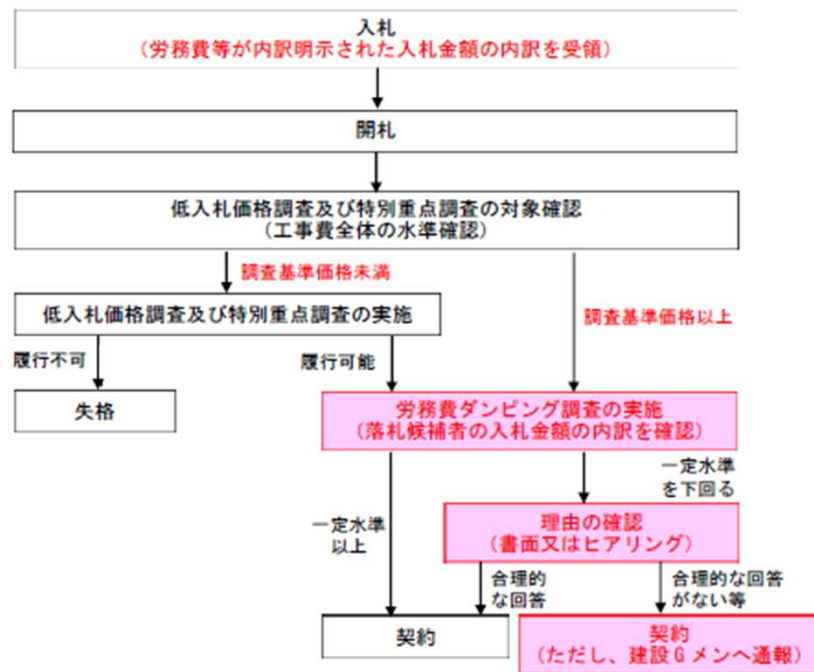 入札
（労務費等が内訳明示された入札金額の内訳を受領）
開札
低入札価格調査及び特別重点調査の対象確認
（工事費全体の水準確認）
調査基準価格未満
低入札価格調査及び特別重点調査の実施
調査基準価格以上
履行不可
履行可能
失格
労務費ダンピング調査の実施
（落札候補者の入札金額の内訳を確認）
一定水準
を下回る
一定水準
以上
理由の確認
（書面又はヒアリング）
合理的
な回答
合理的な回答
がない等
契約
契約
（ただし、建設Ｇメンへ通報）